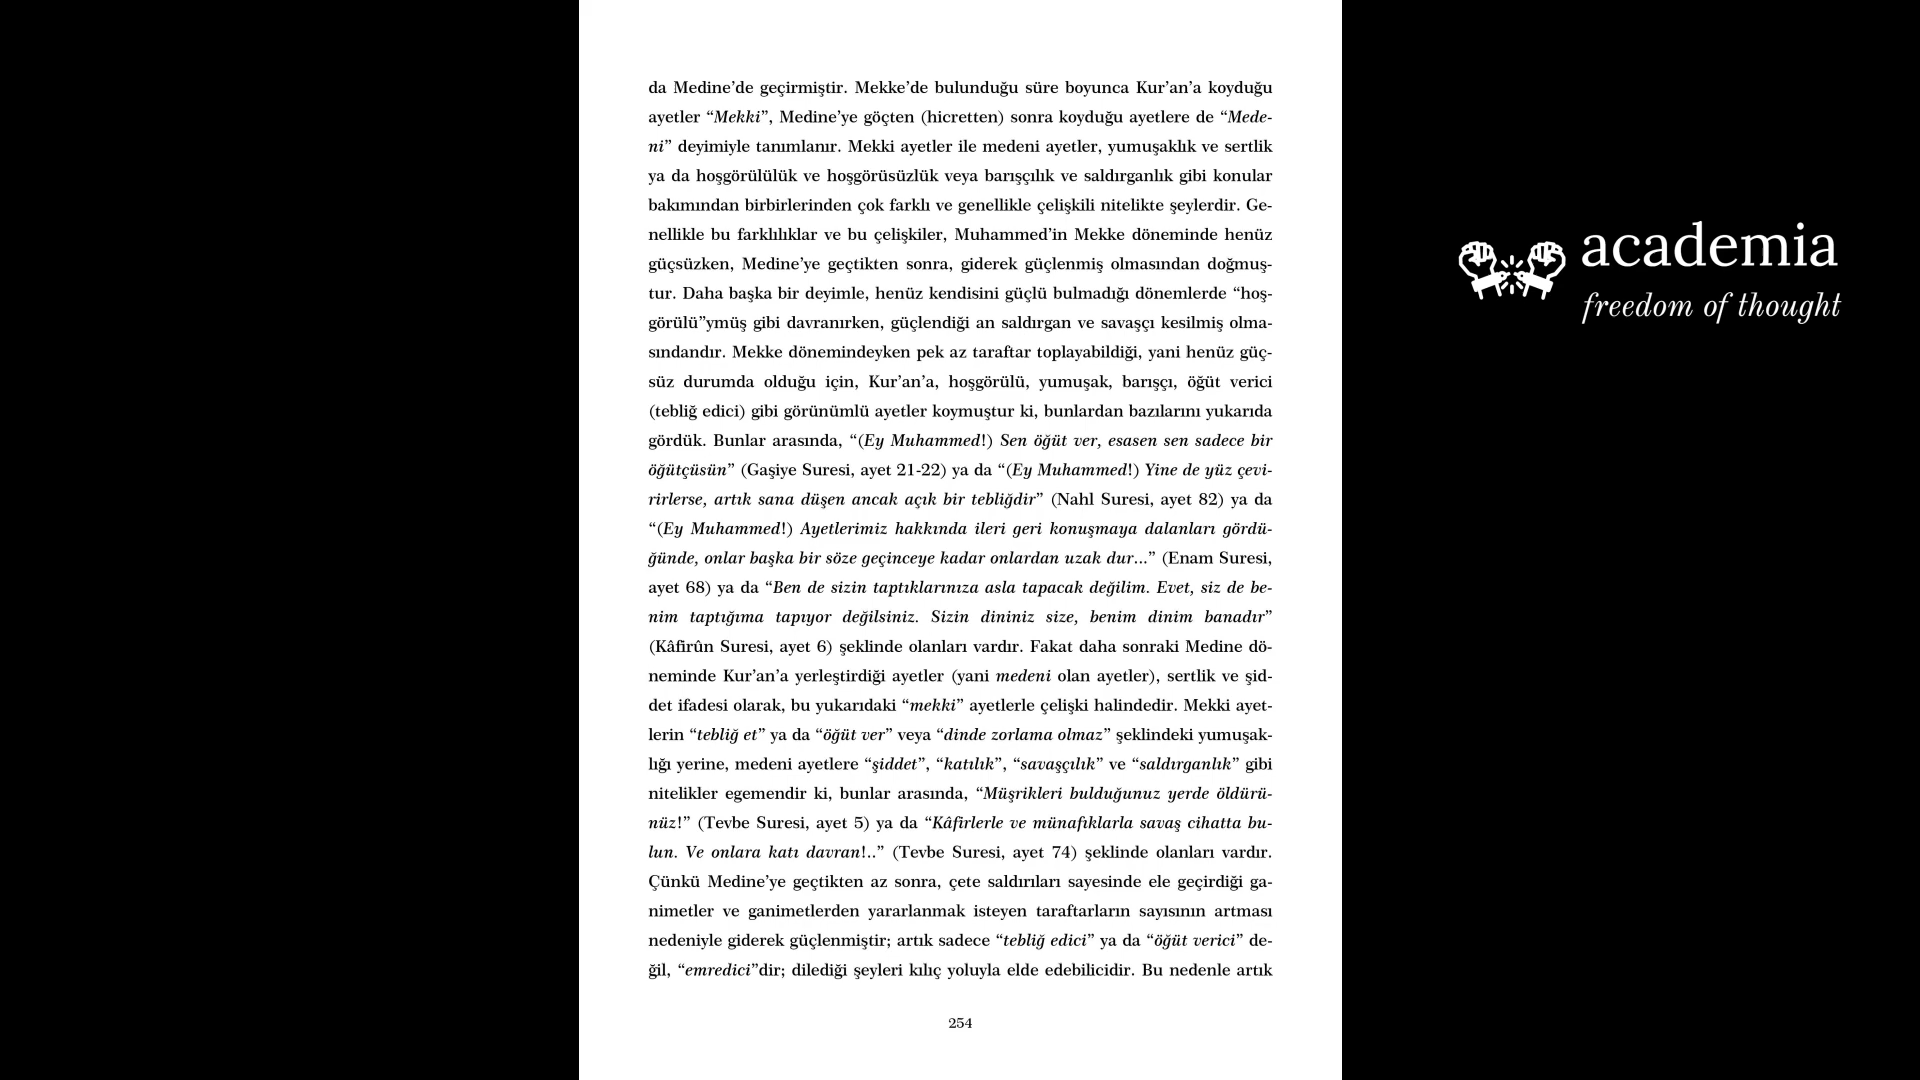 da Medine’de geçirmiştir. Mekke’de bulunduğu süre boyunca Kur’an’a koyduğu
ayetler “Mekki”, Medine’ye göçten (hicretten) sonra koyduğu ayetlere de “Mede-
ni” deyimiyle tanımlanır. Mekki ayetler ile medeni ayetler, yumuşaklık ve sertlik
ya da hoşgörülülük ve hoşgörüsüzlük veya barışçılık ve saldırganlık gibi konular
bakımından birbirlerinden çok farklı ve genellikle çelişkili nitelikte şeylerdir. Ge-
nellikle bu farklılıklar ve bu çelişkiler, Muhammed’in Mekke döneminde henüz
güçsüzken, Medine’ye geçtikten sonra, giderek güçlenmiş olmasından doğmuş-
tur. Daha başka bir deyimle, henüz kendisini güçlü bulmadığı dönemlerde “hoş-
görülü”ymüş gibi davranırken, güçlendiği an saldırgan ve savaşçı kesilmiş olma-
sındandır. Mekke dönemindeyken pek az taraftar toplayabildiği, yani henüz güç-
süz durumda olduğu için, Kur’an’a, hoşgörülü, yumuşak, barışçı, öğüt verici
(tebliğ edici) gibi görünümlü ayetler koymuştur ki, bunlardan bazılarını yukarıda
gördük. Bunlar arasında, “(Ey Muhammed!) Sen öğüt ver, esasen sen sadece bir
öğütçüsün” (Gaşiye Suresi, ayet 21-22) ya da “(Ey Muhammed!) Yine de yüz çevi-
rirlerse, artık sana düşen ancak açık bir tebliğdir” (Nahl Suresi, ayet 82) ya da
“(Ey Muhammed!) Ayetlerimiz hakkında ileri geri konuşmaya dalanları gördü-
ğünde, onlar başka bir söze geçinceye kadar onlardan uzak dur...” (Enam Suresi,
ayet 68) ya da “Ben de sizin taptıklarınıza asla tapacak değilim. Evet, siz de be-
nim taptığıma tapıyor değilsiniz. Sizin dininiz size, benim dinim banadır”
(Kâfirûn Suresi, ayet 6) şeklinde olanları vardır. Fakat daha sonraki Medine dö-
neminde Kur’an’a yerleştirdiği ayetler (yani medeni olan ayetler), sertlik ve şid-
det ifadesi olarak, bu yukarıdaki “mekki” ayetlerle çelişki halindedir. Mekki ayet-
lerin “tebliğ et” ya da “öğüt ver” veya “dinde zorlama olmaz” şeklindeki yumuşak-
lığı yerine, medeni ayetlere “şiddet”, “katılık”, “savaşçılık” ve “saldırganlık” gibi
nitelikler egemendir ki, bunlar arasında, “Müşrikleri bulduğunuz yerde öldürü-
nüz!” (Tevbe Suresi, ayet 5) ya da “Kâfirlerle ve münafıklarla savaş cihatta bu-
lun. Ve onlara katı davran!..” (Tevbe Suresi, ayet 74) şeklinde olanları vardır.
Çünkü Medine’ye geçtikten az sonra, çete saldırıları sayesinde ele geçirdiği ga-
nimetler ve ganimetlerden yararlanmak isteyen taraftarların sayısının artması
nedeniyle giderek güçlenmiştir; artık sadece “tebliğ edici” ya da “öğüt verici” de-
ğil, “emredici”dir; dilediği şeyleri kılıç yoluyla elde edebilicidir. Bu nedenle artık
254
academia
freedom of thought